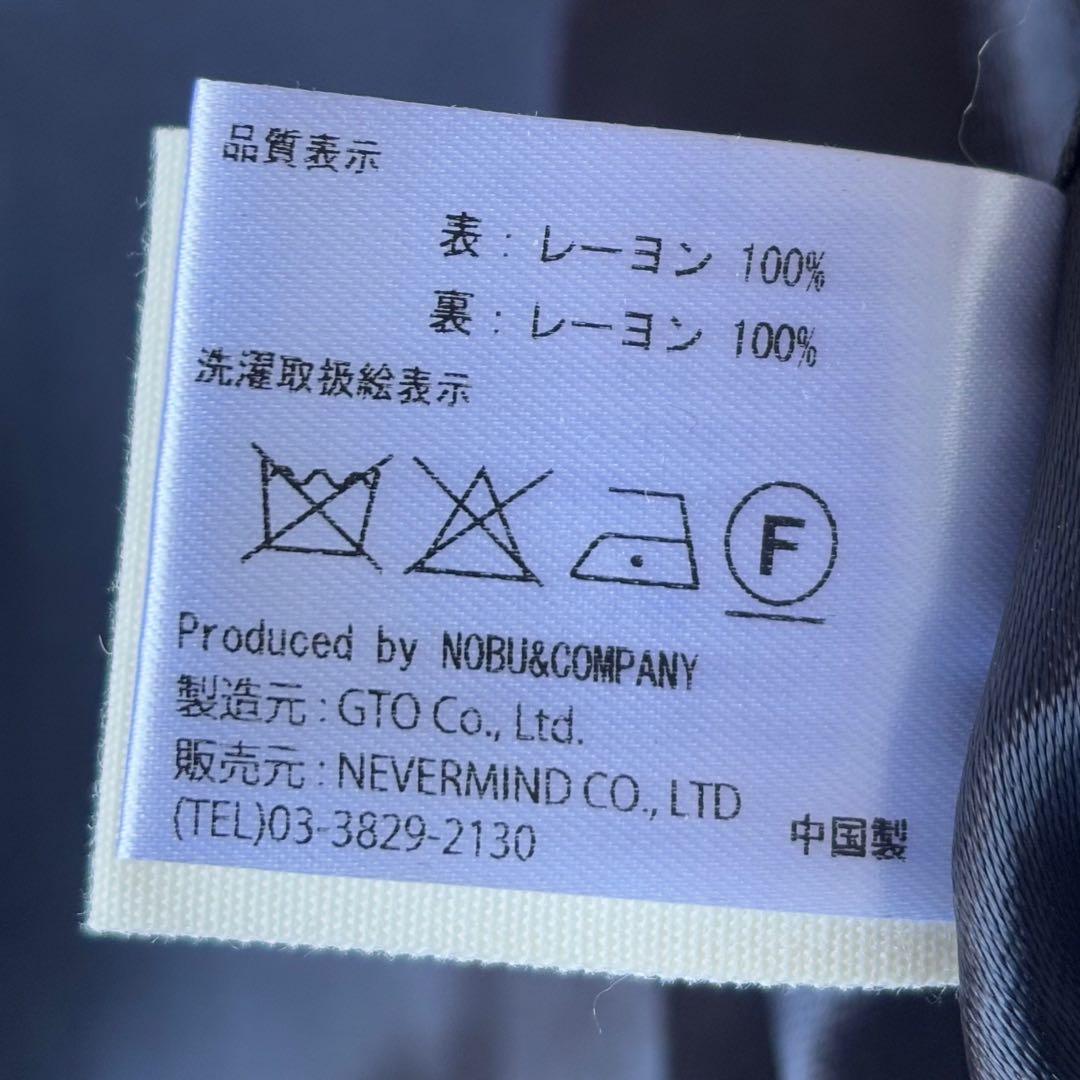 品質表示
表：レーヨン 100%
裏：レーヨン 100%
洗濯取扱絵表示
F
Produced by NOBU&COMPANY
製造元：GTO Co., Ltd.
販売元：NEVERMIND CO., LTD
(TEL)03-3829-2130
中国製